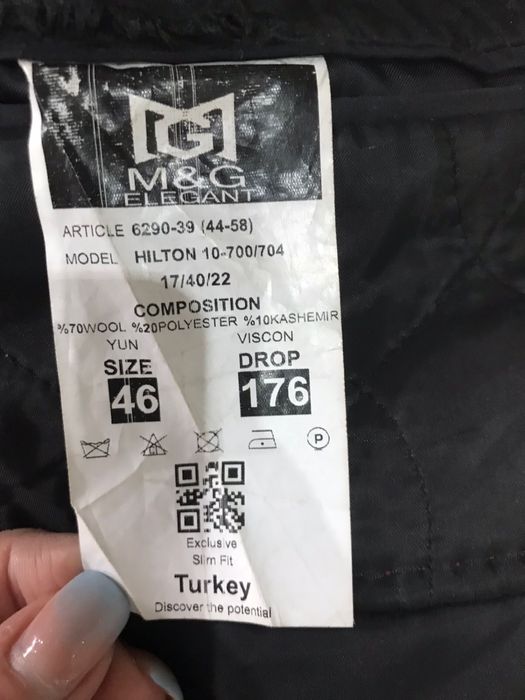 MG
M&G
ELEGANT
ARTICLE 6290-39 (44-58)
MODEL HILTON 10-700/704
17/40/22
COMPOSITION
%70WOOL %20POLYESTER %10KASHEMIR
YUN VISCON
SIZE DROP
46 176
P
Exclusive
Slim Fit
Turkey
Discover the potential